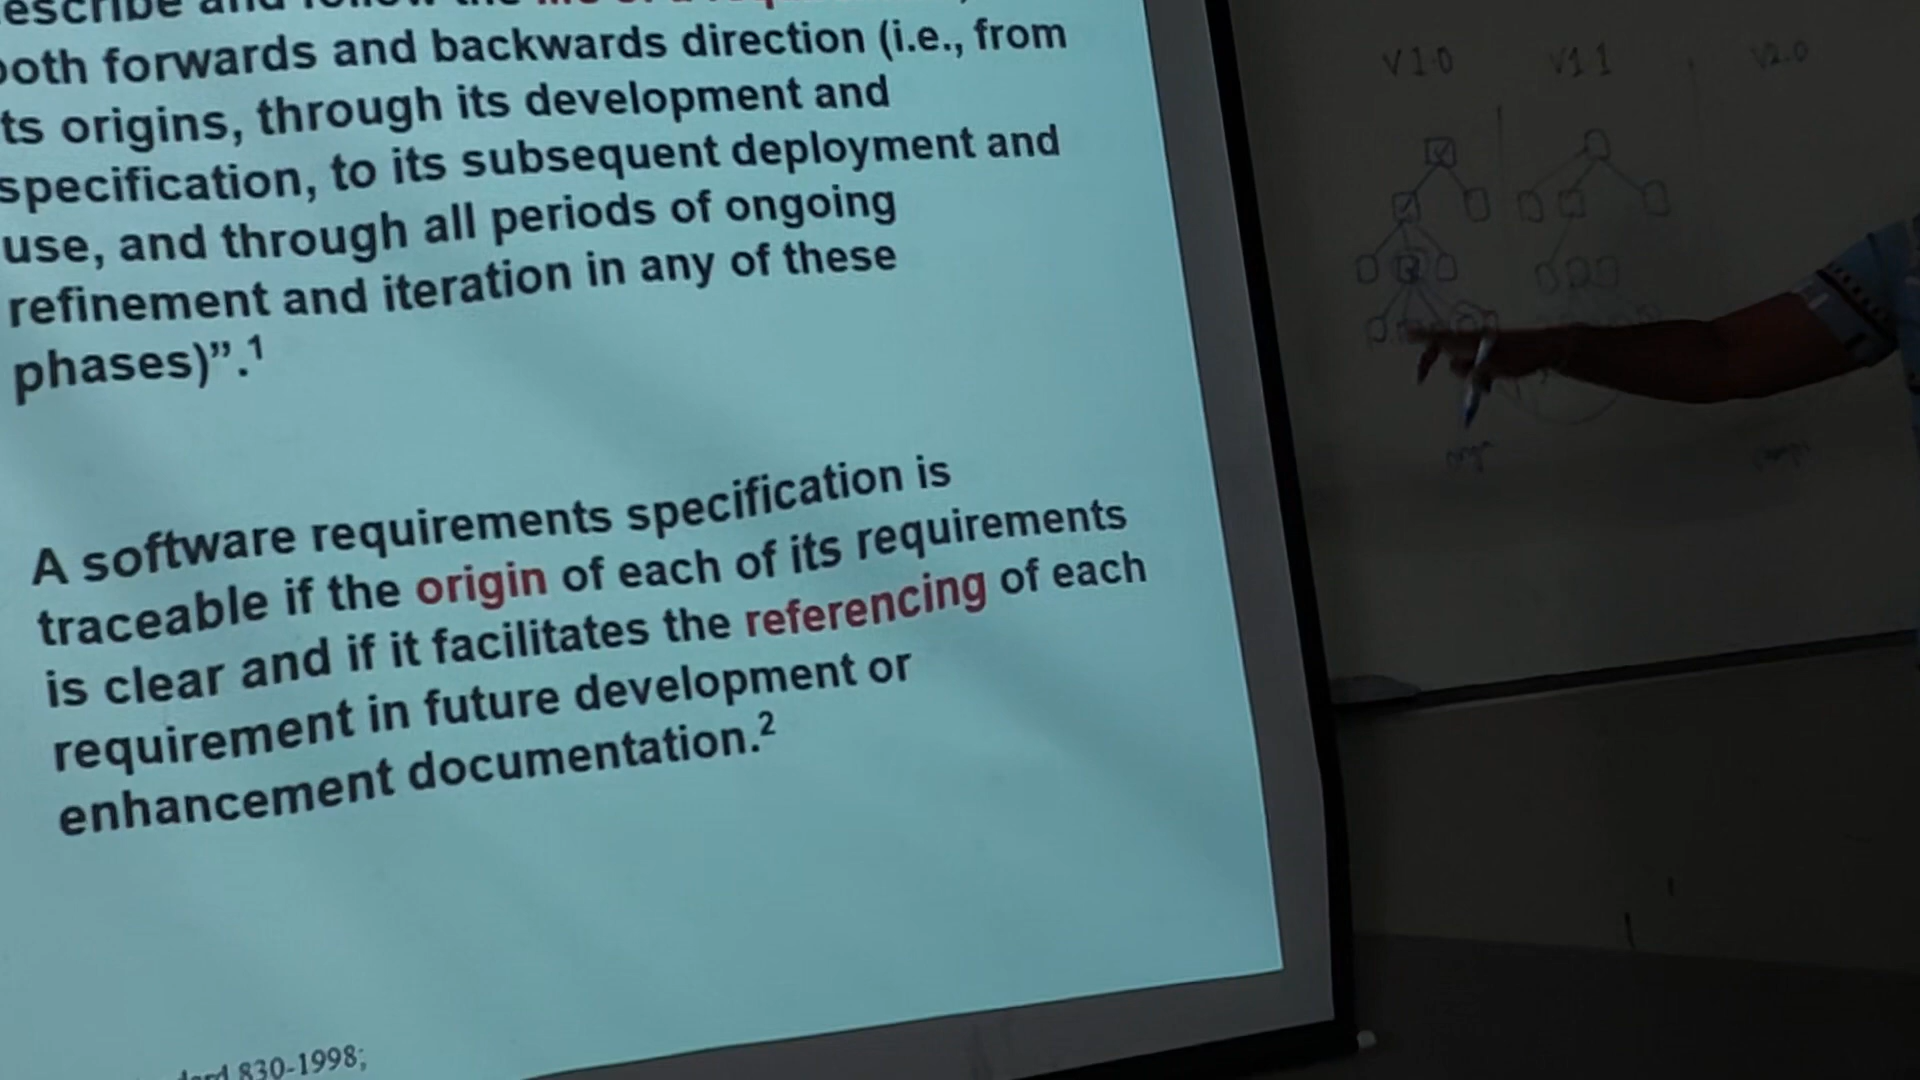 both forwards and backwards direction (i.e., from
its origins, through its development and
specification, to its subsequent deployment and
use, and through all periods of ongoing
refinement and iteration in any of these
phases)”.1
A software requirements specification is
traceable if the origin of each of its requirements
is clear and if it facilitates the referencing of each
requirement in future development or
enhancement documentation.2
830-1998;
V 1.0
V1.1
V2.0